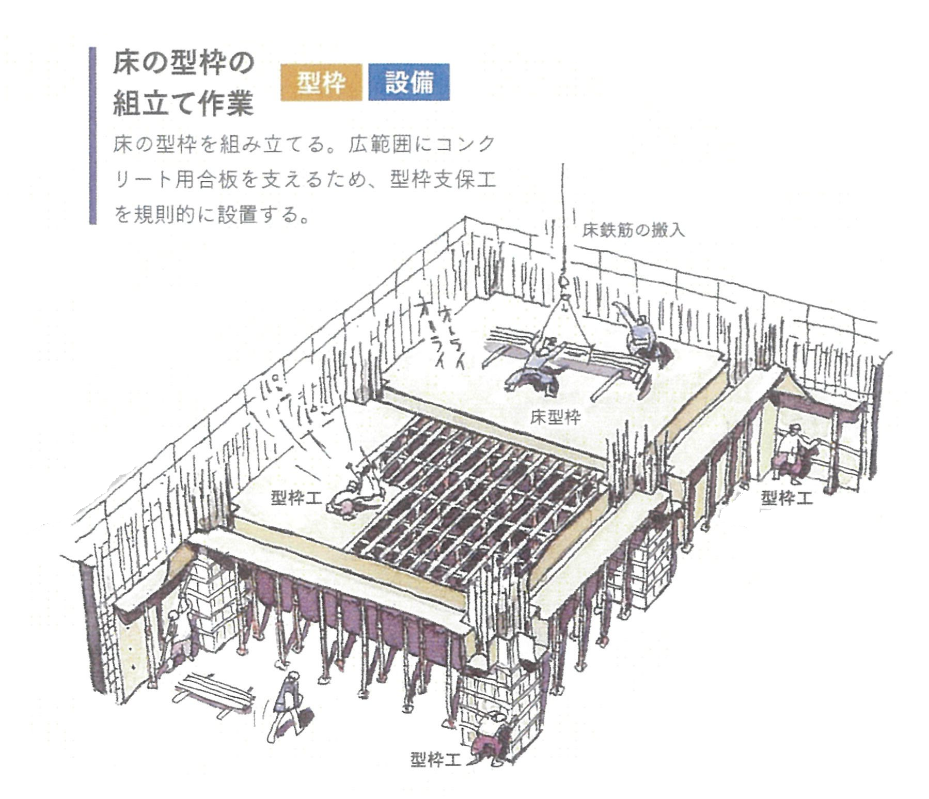 床の型枠の
組立て作業
型枠
設備
床の型枠を組み立てる。広範囲にコンク
リート用合板を支えるため、型枠支保工
を規則的に設置する。
床鉄筋の搬入
オーライ
オーライ
床型枠
型枠工
型枠工
型枠工